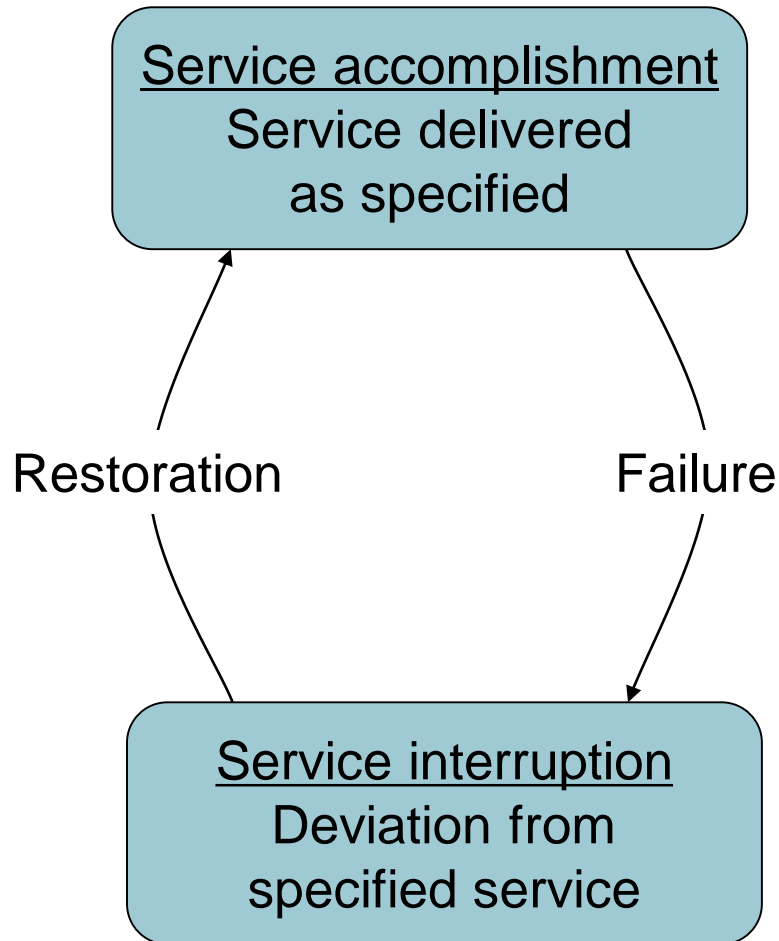 Service accomplishment
Service delivered
as specified
Restoration
Failure
Service interruption
Deviation from
specified service